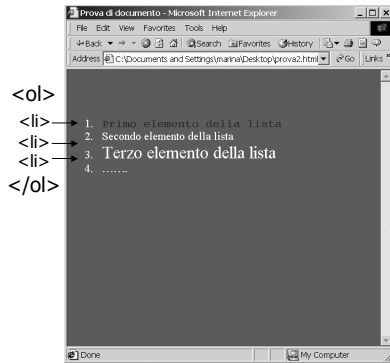 Prova di documento - Microsoft Internet Explorer
File Edit View Favorites Tools Help
Back Search Favorites History
Address C:\Documents and Settings\marina\Desktop\prova2.html Go Links »
<ol>
<li> 1. Primo elemento della lista
<li> 2. Secondo elemento della lista
<li> 3. Terzo elemento della lista
4. .......
</ol>
Done My Computer